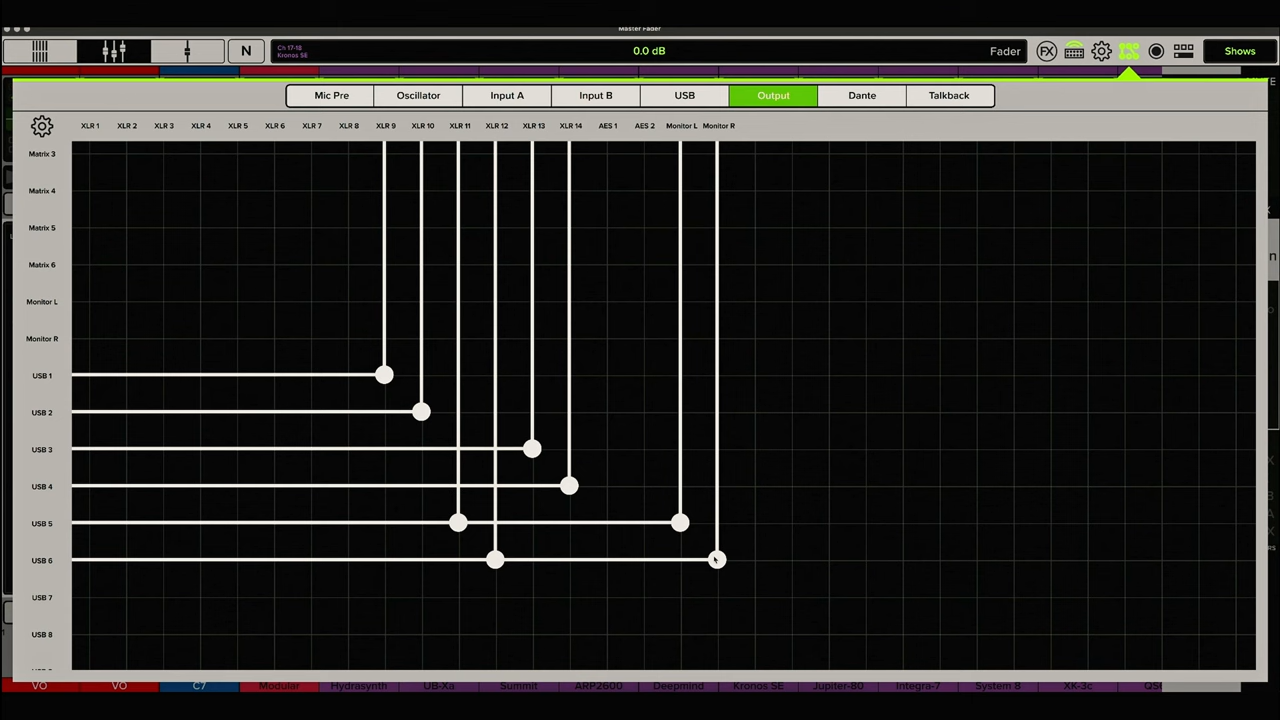 Master Fader
N
Ch 17-18
Kronos SE
0.0 dB
Fader
FX
Shows
Mic Pre
Oscillator
Input A
Input B
USB
Output
Dante
Talkback
XLR 1 XLR 2 XLR 3 XLR 4 XLR 5 XLR 6 XLR 7 XLR 8 XLR 9 XLR 10 XLR 11 XLR 12 XLR 13 XLR 14 AES 1 AES 2 Monitor L Monitor R
Matrix 3
Matrix 4
Matrix 5
Matrix 6
Monitor L
Monitor R
USB 1
USB 2
USB 3
USB 4
USB 5
USB 6
USB 7
USB 8
VO VO C7 Modular Hydrasynth UB-Xa Summit ARP2600 Deepmind Kronos SE Jupiter-80 Integra-7 System 8 XK-3c